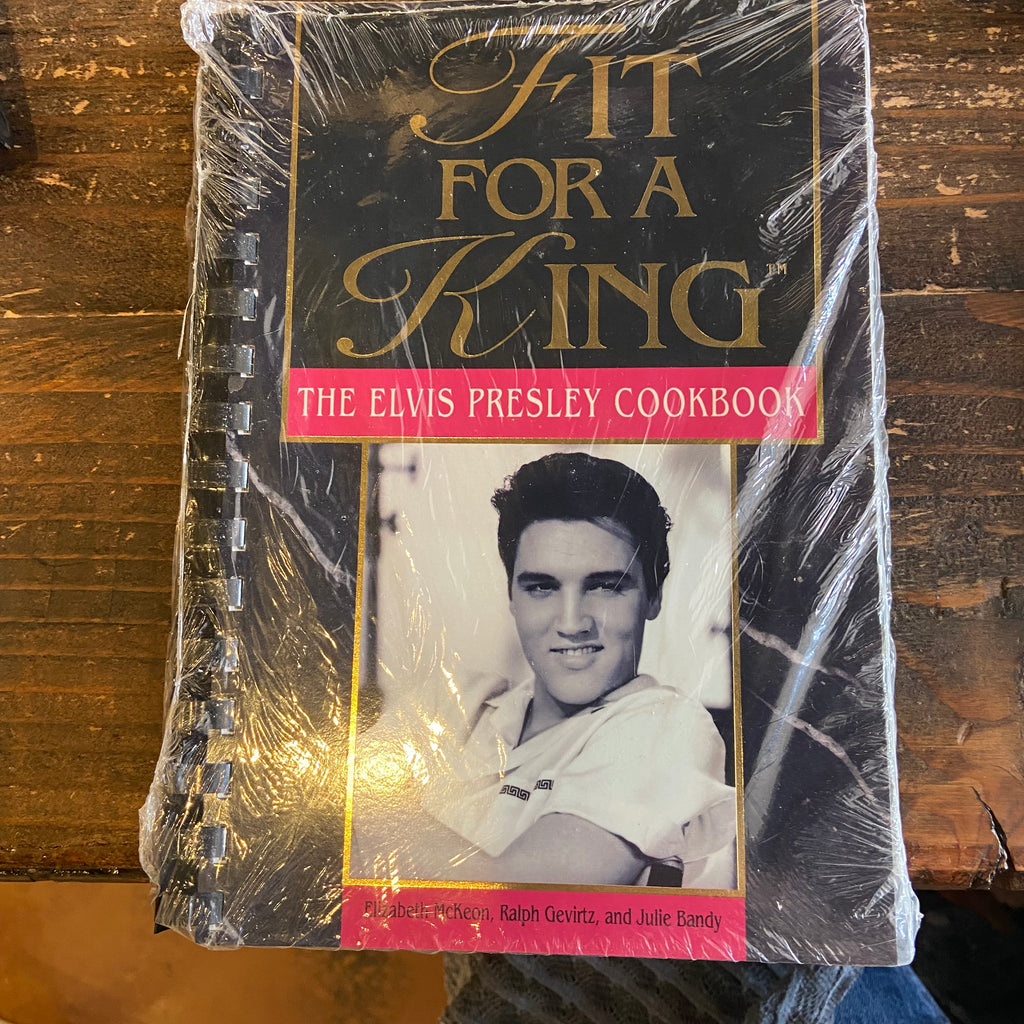 FIT
FOR A
KING™
THE ELVIS PRESLEY COOKBOOK
Elizabeth McKeon, Ralph Gevirtz, and Julie Bandy